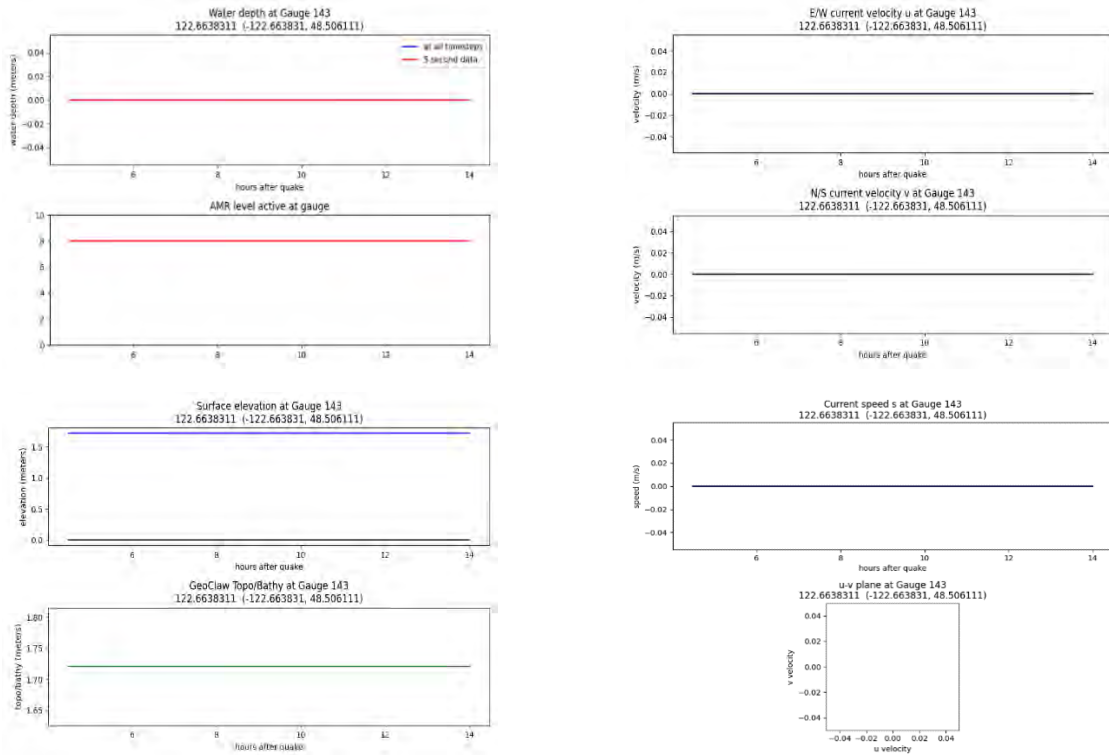 Water depth at Gauge 143
122.6638311 (-122.663831, 48.506111)
at all timesteps
5 second data
water depth (meters)
0.04
0.02
0.00
−0.02
−0.04
6 8 10 12 14
hours after quake
AMR level active at gauge
10
8
6
4
2
0
6 8 10 12 14
hours after quake
Surface elevation at Gauge 143
122.6638311 (-122.663831, 48.506111)
elevation (meters)
1.5
1.0
0.5
0.0
6 8 10 12 14
hours after quake
GeoClaw Topo/Bathy at Gauge 143
122.6638311 (-122.663831, 48.506111)
topo/bathy (meters)
1.80
1.75
1.70
1.65
6 8 10 12 14
hours after quake
E/W current velocity u at Gauge 143
122.6638311 (-122.663831, 48.506111)
velocity (m/s)
0.04
0.02
0.00
−0.02
−0.04
6 8 10 12 14
hours after quake
N/S current velocity v at Gauge 143
122.6638311 (-122.663831, 48.506111)
velocity (m/s)
0.04
0.02
0.00
−0.02
−0.04
6 8 10 12 14
hours after quake
Current speed s at Gauge 143
122.6638311 (-122.663831, 48.506111)
speed (m/s)
0.04
0.02
0.00
−0.02
−0.04
6 8 10 12 14
hours after quake
u-v plane at Gauge 143
122.6638311 (-122.663831, 48.506111)
v velocity
0.04
0.02
0.00
−0.02
−0.04
−0.04 −0.02 0.00 0.02 0.04
u velocity